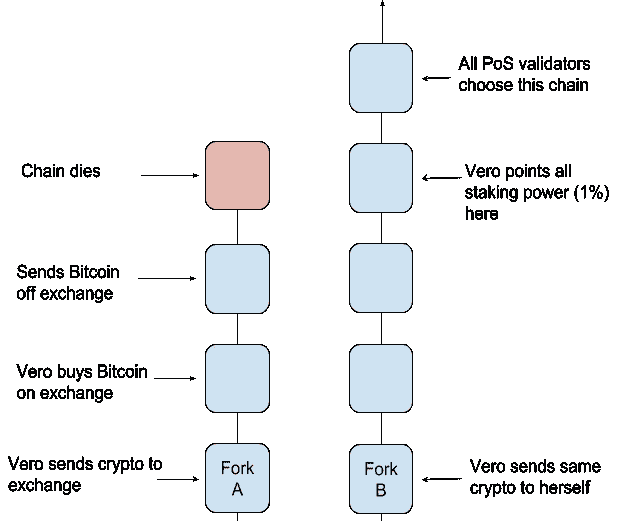 All PoS validators
choose this chain
Chain dies
Vero points all
staking power (1%)
here
Sends Bitcoin
off exchange
Vero buys Bitcoin
on exchange
Vero sends crypto to
exchange
Fork
A
Fork
B
Vero sends same
crypto to herself